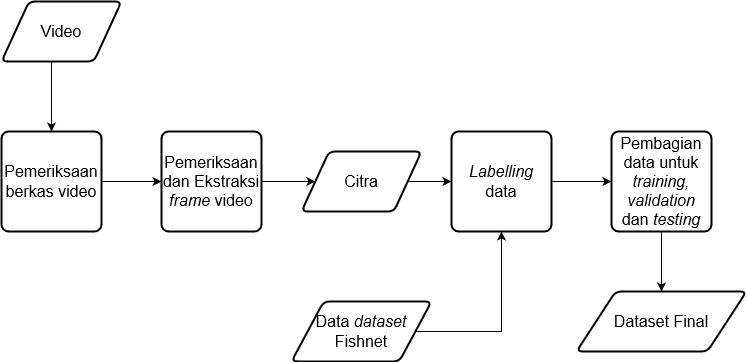 Video
Pemeriksaan
berkas video
Pemeriksaan
dan Ekstraksi
frame video
Citra
Labelling
data
Pembagian
data untuk
training,
validation
dan testing
Data dataset
Fishnet
Dataset Final